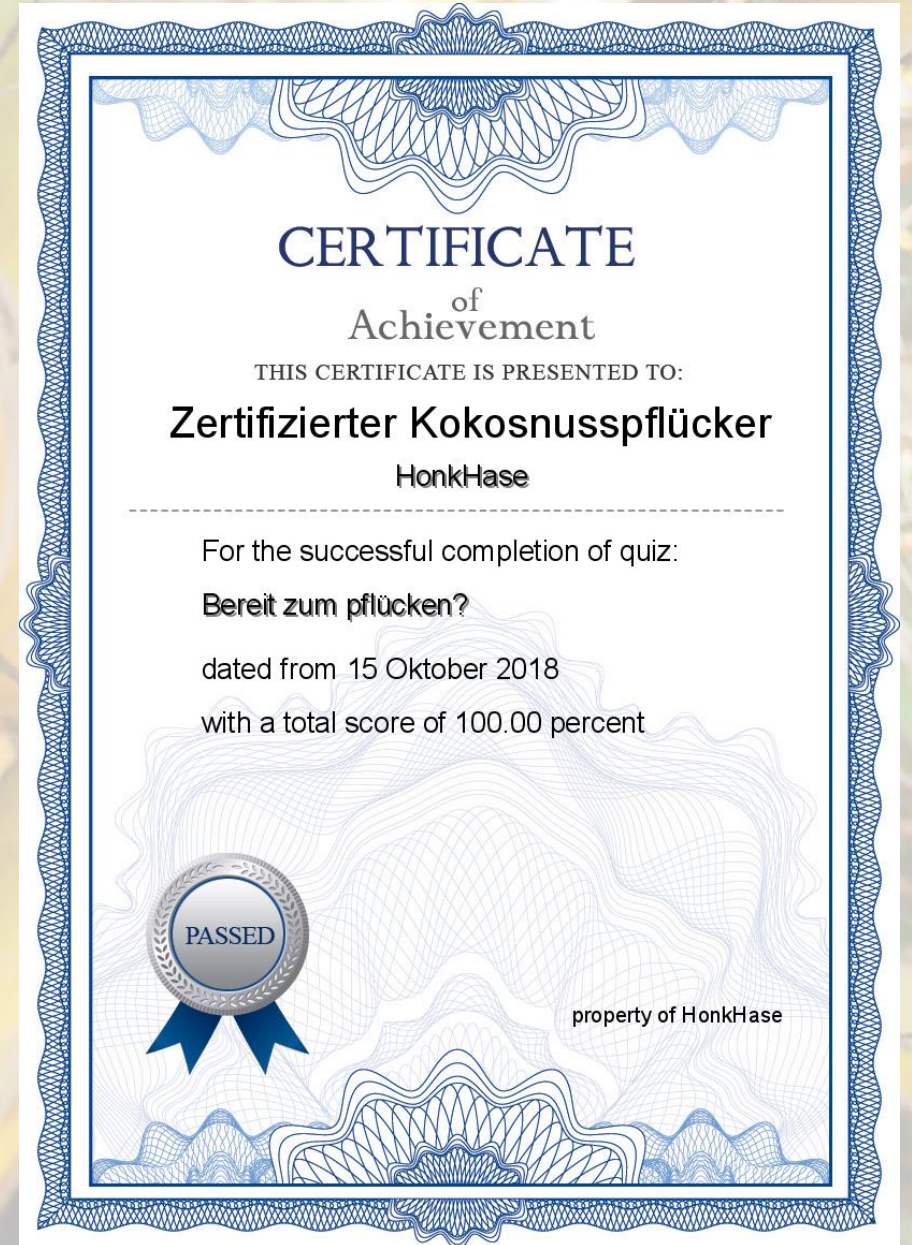 CERTIFICATE
of
Achievement
THIS CERTIFICATE IS PRESENTED TO:
Zertifizierter Kokosnusspflücker
HonkHase
For the successful completion of quiz:
Bereit zum pflücken?
dated from 15 Oktober 2018
with a total score of 100.00 percent
PASSED
property of HonkHase